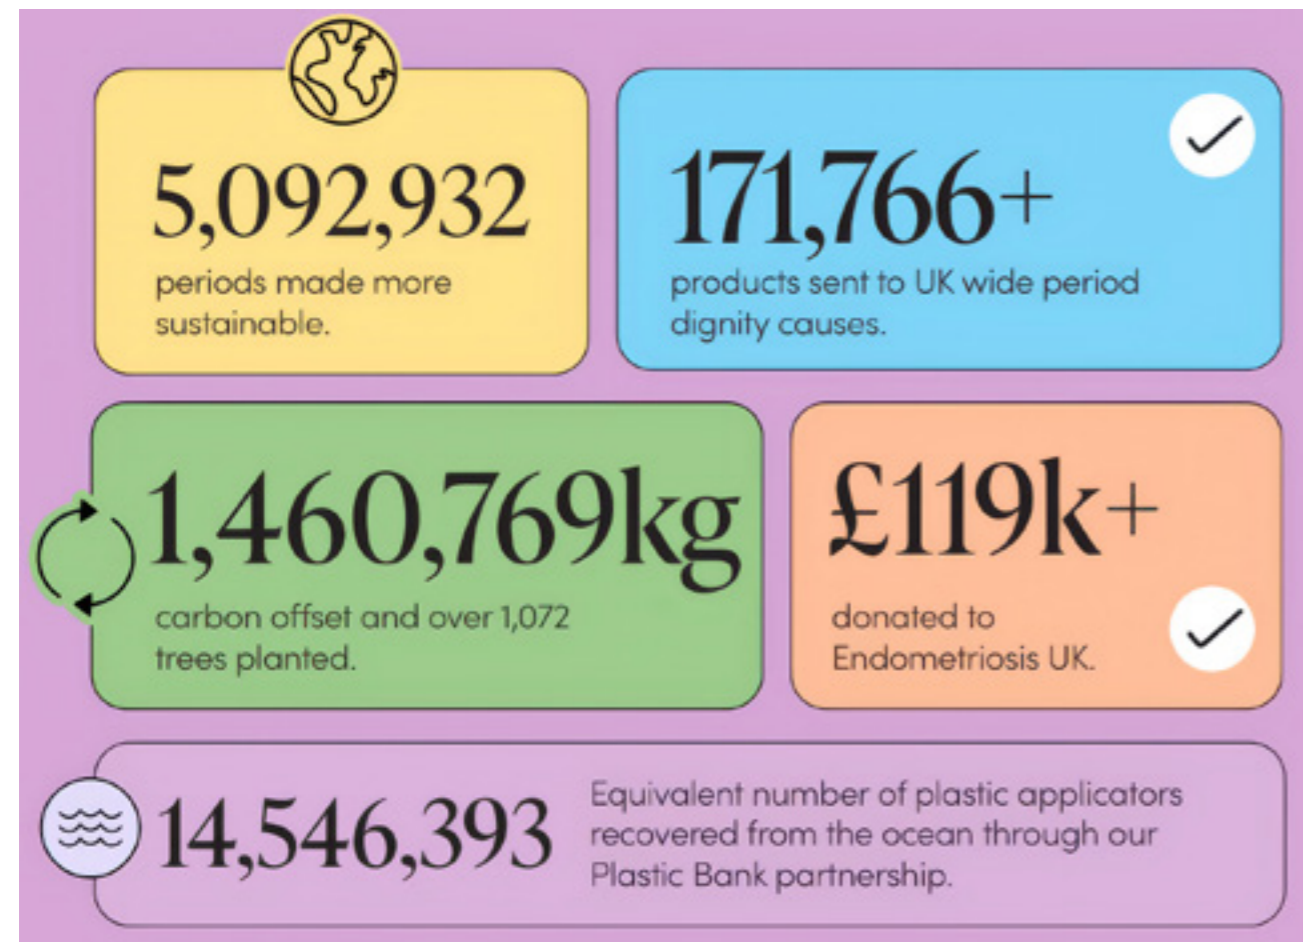 5,092,932
periods made more
sustainable.
171,766+
products sent to UK wide period
dignity causes.
1,460,769kg
carbon offset and over 1,072
trees planted.
£119k+
donated to
Endometriosis UK.
14,546,393
Equivalent number of plastic applicators
recovered from the ocean through our
Plastic Bank partnership.